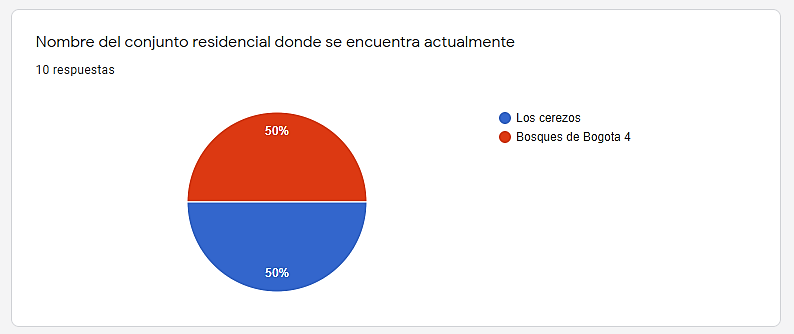 Nombre del conjunto residencial donde se encuentra actualmente
10 respuestas
50%
50%
Los cerezos
Bosques de Bogota 4